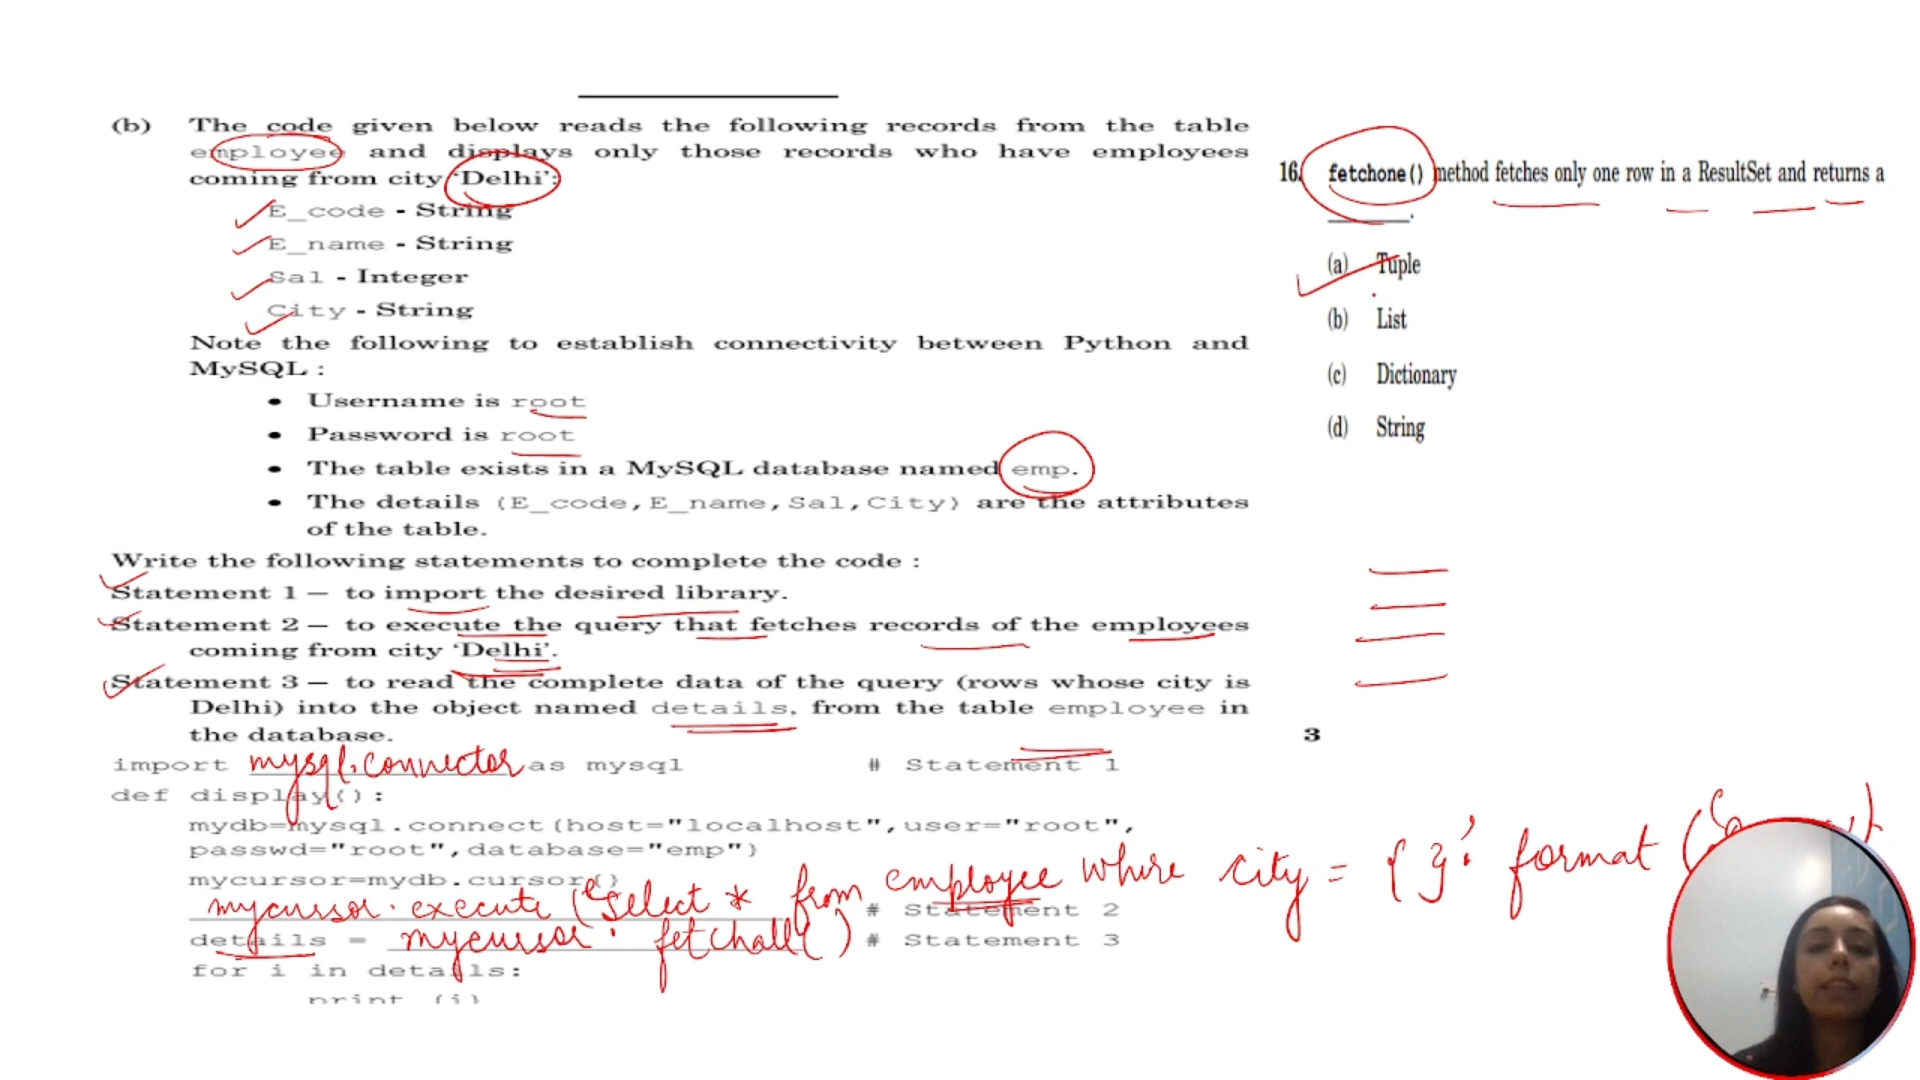 (b) The code given below reads the following records from the table
employee and displays only those records who have employees
coming from city 'Delhi':
E_code - String
E_name - String
Sal - Integer
City - String
Note the following to establish connectivity between Python and
MySQL :
• Username is root
• Password is root
• The table exists in a MySQL database named emp.
• The details (E_code,E_name,Sal,City) are the attributes
of the table.
Write the following statements to complete the code :
Statement 1 – to import the desired library.
Statement 2 – to execute the query that fetches records of the employees
coming from city 'Delhi'.
Statement 3 – to read the complete data of the query (rows whose city is
Delhi) into the object named details, from the table employee in
the database.
3
import mysql.connector as mysql # Statement 1
def display():
mydb=mysql.connect(host="localhost",user="root",
passwd="root",database="emp")
mycursor=mydb.cursor()
mycursor.execute ("Select * from employee where city = { }'. format (
# Statement 2
details = mycursor. fetchall() # Statement 3
for i in details:
print (i)
16. fetchone() method fetches only one row in a ResultSet and returns a
________.
(a) Tuple
(b) List
(c) Dictionary
(d) String